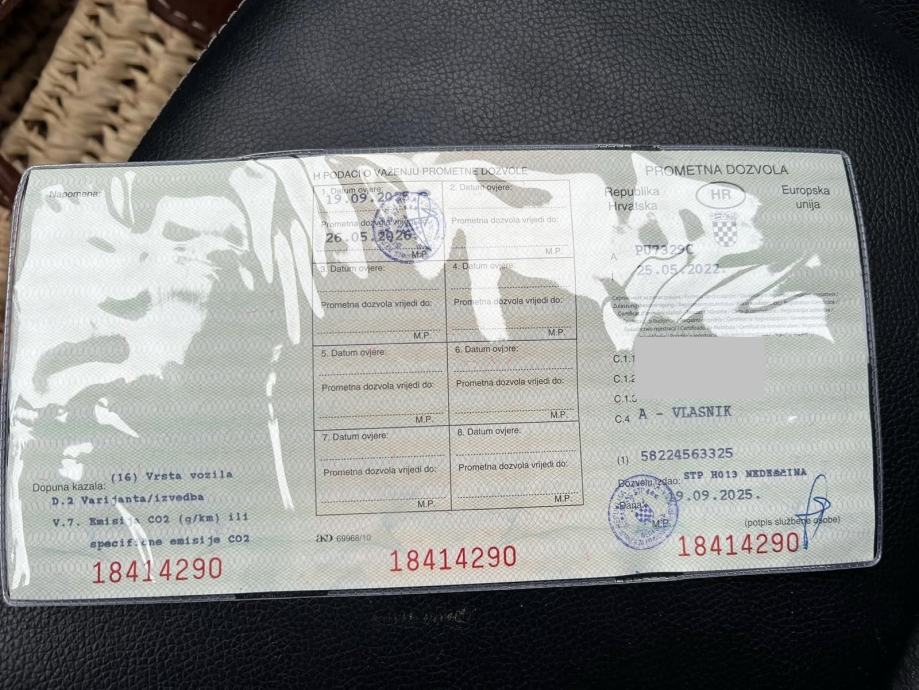 Napomena:
(16) Vrsta vozila
Dopuna kazala:
D.2 Varijanta/izvedba
V.7. Emisija CO2 (g/km) ili
specifične emisije CO2
18414290
H PODACI O VAŽENJU PROMETNE DOZVOLE
1. Datum ovjere:
19.09.2025
Prometna dozvola vrijedi do:
26.05.2026.
M.P.
2. Datum ovjere:
Prometna dozvola vrijedi do:
M.P.
3. Datum ovjere:
Prometna dozvola vrijedi do:
M.P.
4. Datum ovjere:
Prometna dozvola vrijedi do:
M.P.
5. Datum ovjere:
Prometna dozvola vrijedi do:
M.P.
6. Datum ovjere:
Prometna dozvola vrijedi do:
M.P.
7. Datum ovjere:
Prometna dozvola vrijedi do:
M.P.
8. Datum ovjere:
Prometna dozvola vrijedi do:
M.P.
AKD 69968/10
18414290
PROMETNA DOZVOLA
Republika
Hrvatska
HR
Europska
unija
A PU7329C
25.05.2022.
C.1.1
C.1.2
C.1.3
C.4 A - VLASNIK
(1) 58224563325
Dozvolu izdao: STP H013 NEDEŠĆINA
Dana: 19.09.2025.
M.P.
(potpis službene osobe)
18414290